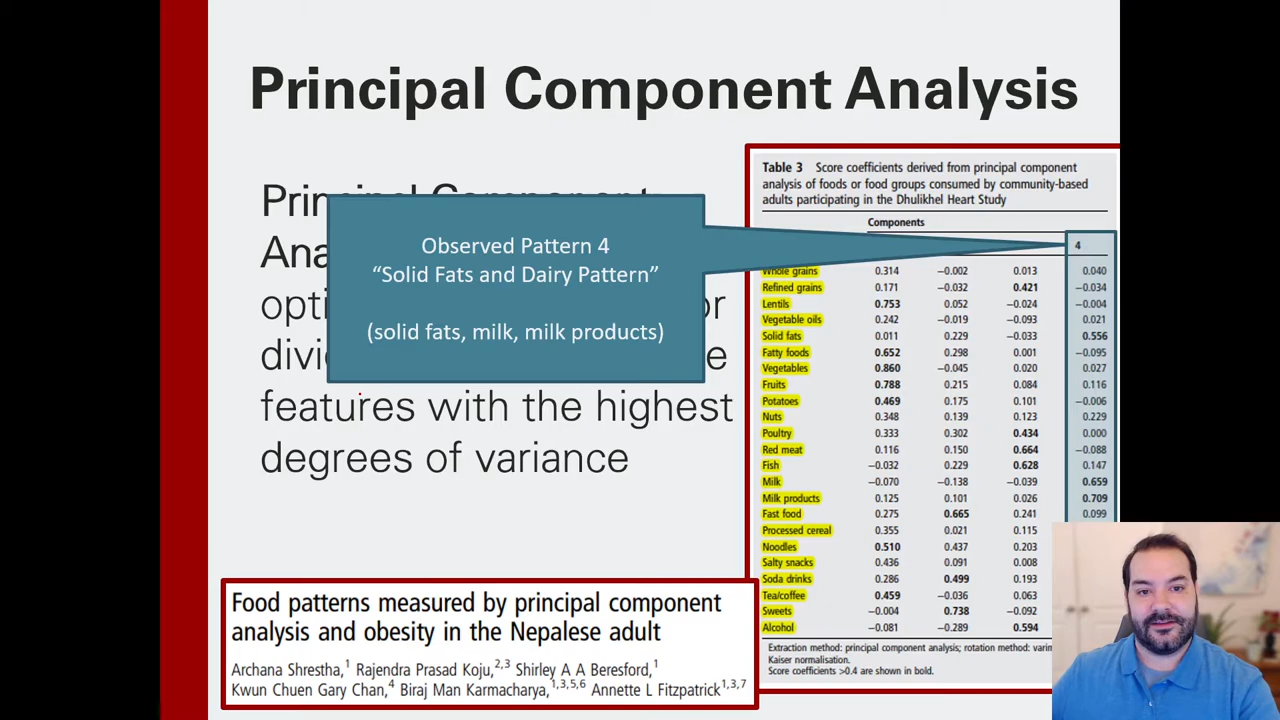 Principal Component Analysis
Observed Pattern 4
“Solid Fats and Dairy Pattern”
(solid fats, milk, milk products)
features with the highest
degrees of variance
Table 3 Score coefficients derived from principal component
analysis of foods or food groups consumed by community-based
adults participating in the Dhulikhel Heart Study
Components
4
Whole grains 0.314 −0.002 0.013 0.040
Refined grains 0.171 −0.032 0.421 −0.034
Lentils 0.753 0.052 −0.024 −0.004
Vegetable oils 0.242 −0.019 −0.093 0.021
Solid fats 0.011 0.229 −0.033 0.556
Fatty foods 0.652 0.298 0.001 −0.095
Vegetables 0.860 −0.045 0.020 0.027
Fruits 0.788 0.215 0.084 0.116
Potatoes 0.469 0.175 0.101 −0.006
Nuts 0.348 0.139 0.123 0.229
Poultry 0.333 0.302 0.434 0.000
Red meat 0.116 0.150 0.664 −0.088
Fish −0.032 0.229 0.628 0.147
Milk −0.070 −0.138 −0.039 0.659
Milk products 0.125 0.101 0.026 0.709
Fast food 0.275 0.665 0.241 0.099
Processed cereal 0.355 0.021 0.115
Noodles 0.510 0.437 0.203
Salty snacks 0.436 0.091 0.008
Soda drinks 0.286 0.499 0.193
Tea/coffee 0.459 −0.036 0.063
Sweets −0.004 0.738 −0.092
Alcohol −0.081 −0.289 0.594
Extraction method: principal component analysis; rotation method:
Kaiser normalisation.
Score coefficients >0.4 are shown in bold.
Food patterns measured by principal component
analysis and obesity in the Nepalese adult
Archana Shrestha,1 Rajendra Prasad Koju,2,3 Shirley A A Beresford,1
Kwun Chuen Gary Chan,4 Biraj Man Karmacharya,1,3,5,6 Annette L Fitzpatrick1,3,7